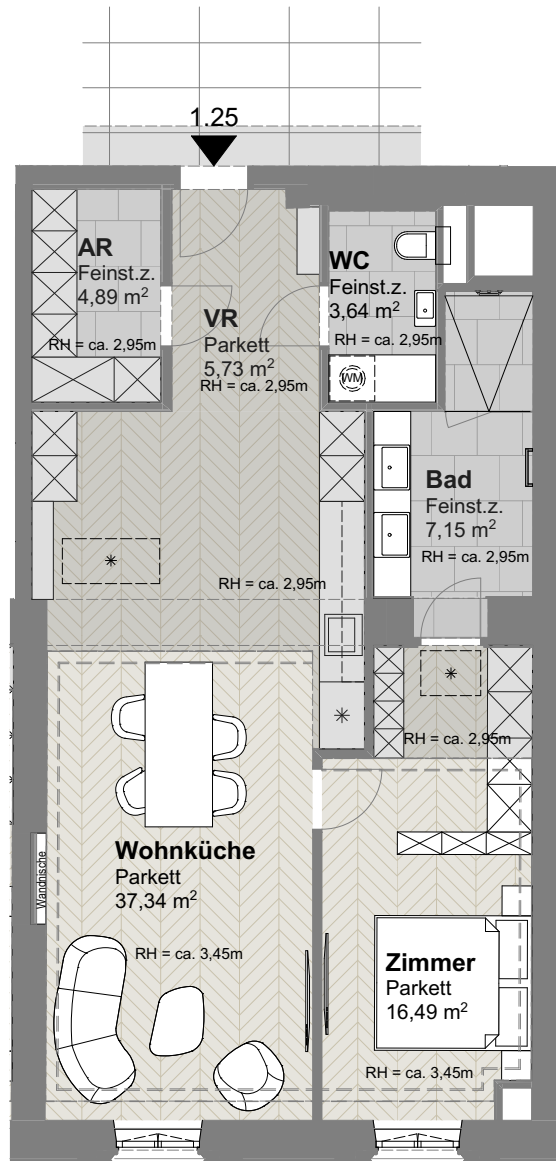 1.25
AR
Feinst.z.
4,89 m²
RH = ca. 2,95m
VR
Parkett
5,73 m²
RH = ca. 2,95m
WC
Feinst.z.
3,64 m²
RH = ca. 2,95m
WM
Bad
Feinst.z.
7,15 m²
RH = ca. 2,95m
RH = ca. 2,95m
RH = ca. 2,95m
Wohnküche
Parkett
37,34 m²
RH = ca. 3,45m
Wandnische
Zimmer
Parkett
16,49 m²
RH = ca. 3,45m